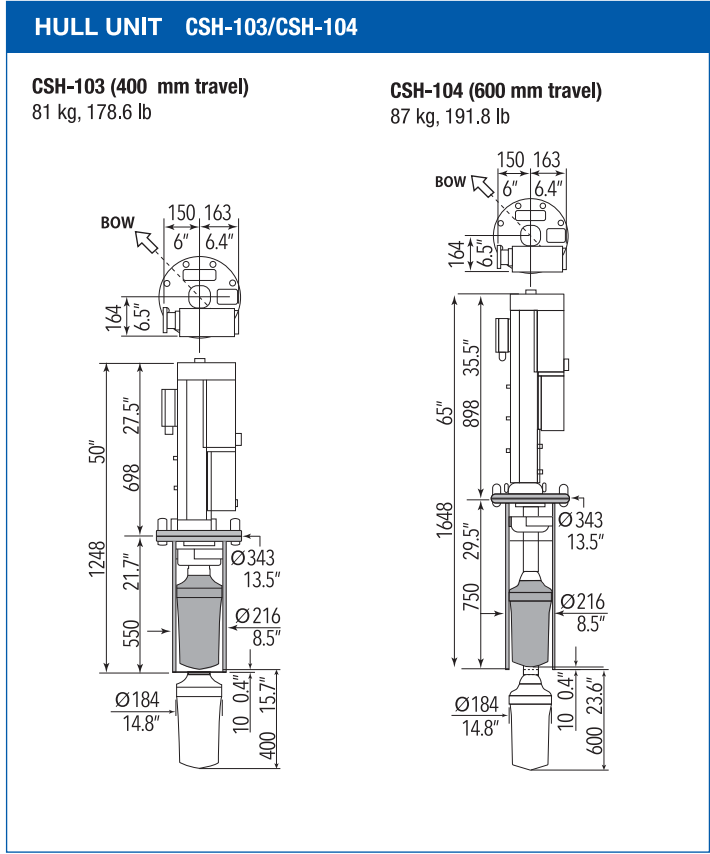 HULL UNIT CSH-103/CSH-104
CSH-103 (400 mm travel)
81 kg, 178.6 lb
150 163
6" 6.4"
BOW
164
6.5"
50"
1248
27.5"
698
21.7"
550
Ø343
13.5"
Ø216
8.5"
Ø184
14.8"
10 0.4"
400 15.7"
CSH-104 (600 mm travel)
87 kg, 191.8 lb
150 163
6" 6.4"
BOW
164
6.5"
65"
1648
35.5"
898
29.5"
750
Ø343
13.5"
Ø216
8.5"
Ø184
14.8"
10 0.4"
600 23.6"